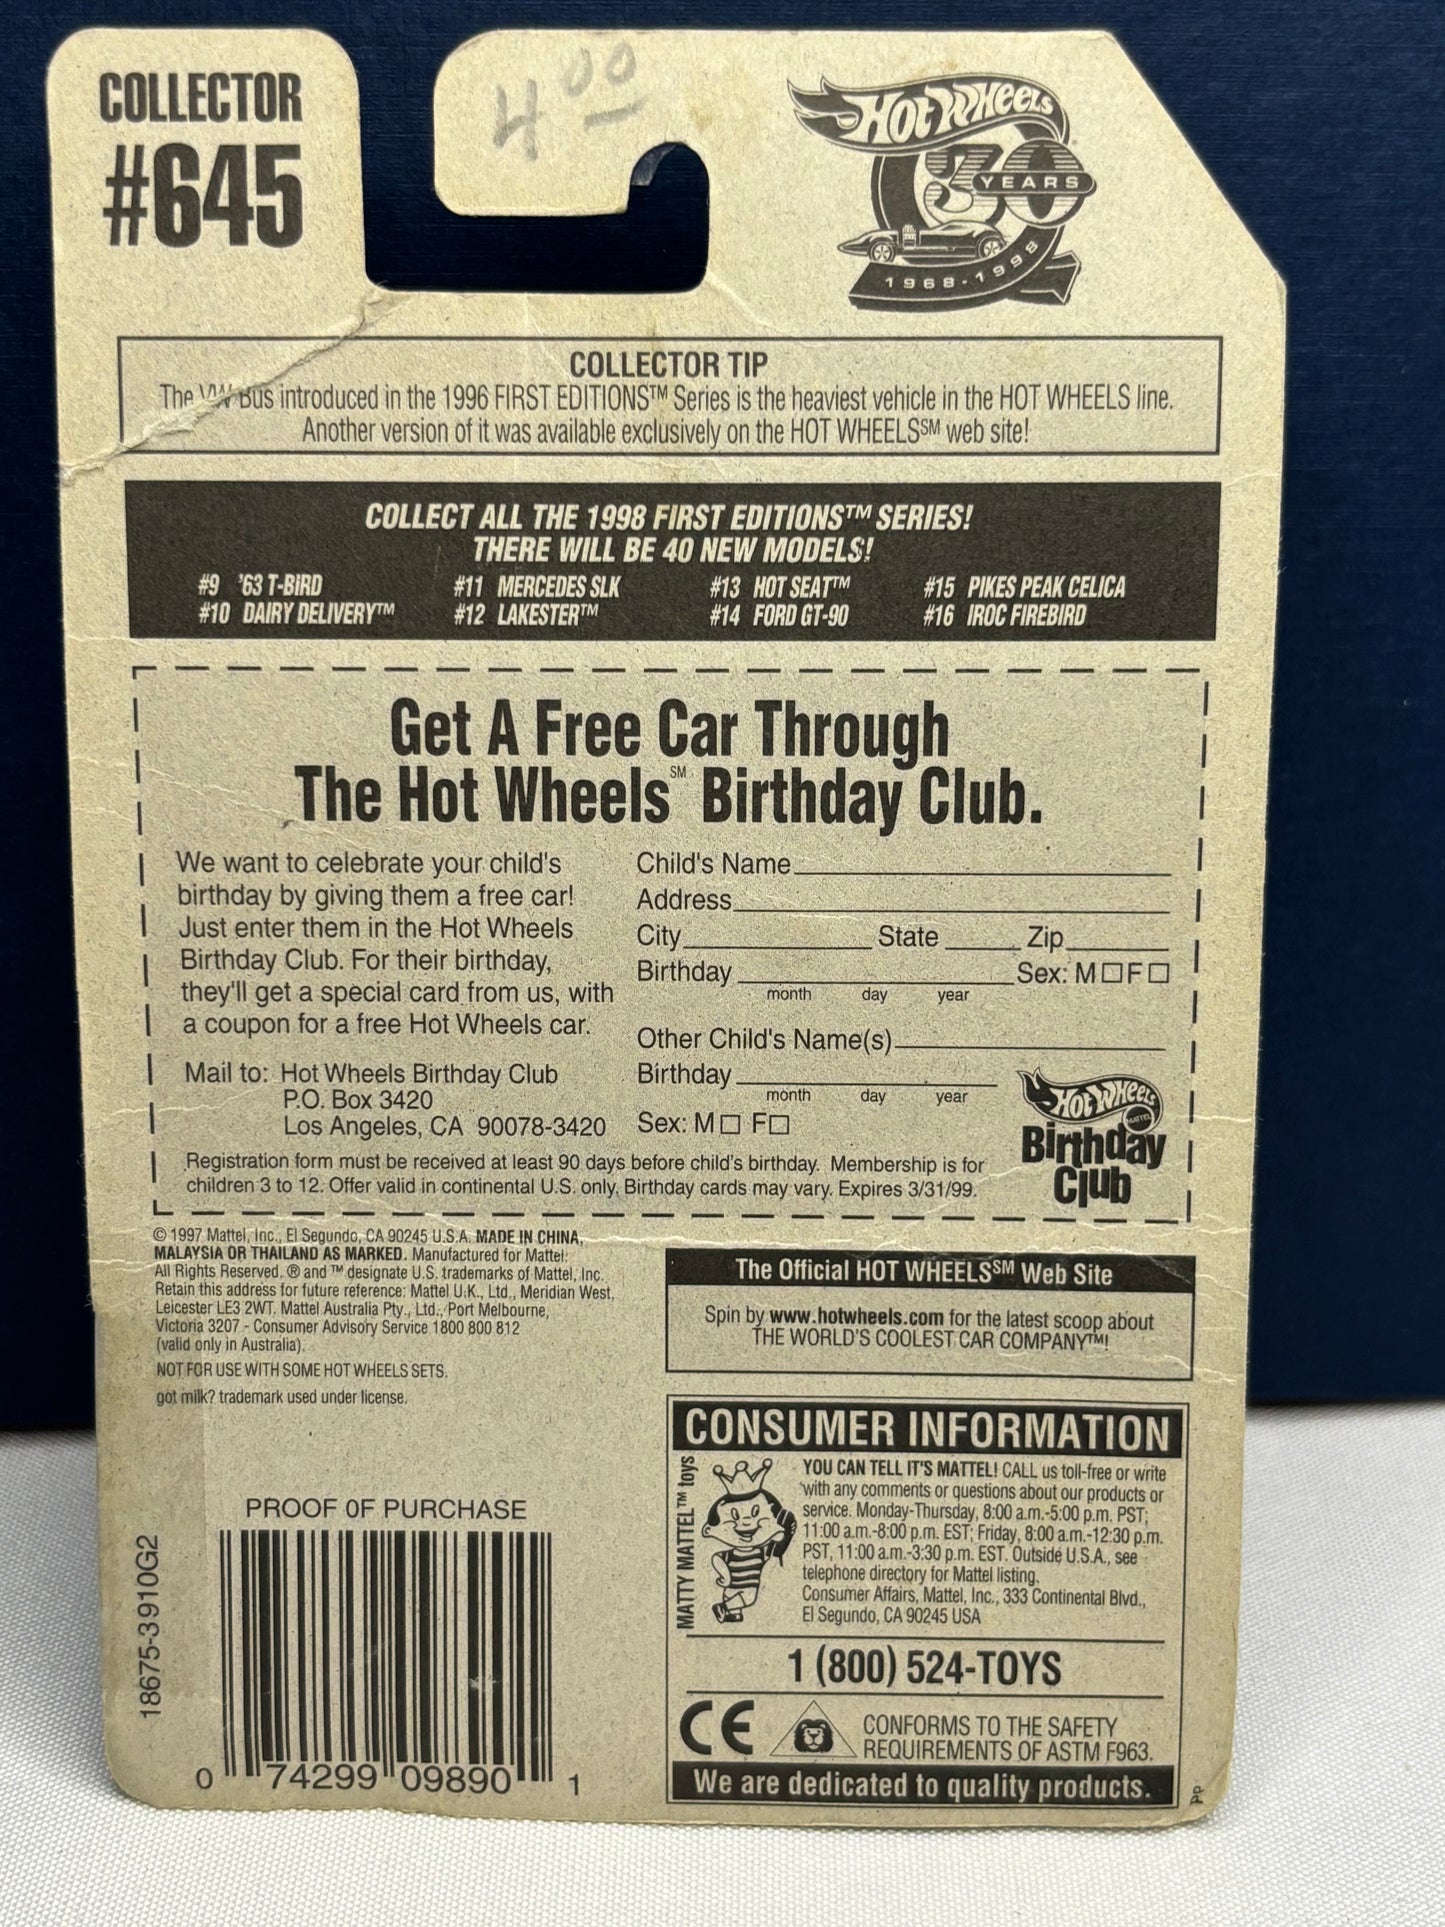 COLLECTOR
#645
4.00
HOT WHEELS
30
YEARS
1968-1998
COLLECTOR TIP
The VW Bus introduced in the 1996 FIRST EDITIONS™ Series is the heaviest vehicle in the HOT WHEELS line.
Another version of it was available exclusively on the HOT WHEELS℠ web site!
COLLECT ALL THE 1998 FIRST EDITIONS™ SERIES!
THERE WILL BE 40 NEW MODELS!
#9 '63 T-BIRD #11 MERCEDES SLK #13 HOT SEAT™ #15 PIKES PEAK CELICA
#10 DAIRY DELIVERY™ #12 LAKESTER™ #14 FORD GT-90 #16 IROC FIREBIRD
Get A Free Car Through
The Hot Wheels℠ Birthday Club.
We want to celebrate your child's
birthday by giving them a free car!
Just enter them in the Hot Wheels
Birthday Club. For their birthday,
they'll get a special card from us, with
a coupon for a free Hot Wheels car.
Mail to: Hot Wheels Birthday Club
P.O. Box 3420
Los Angeles, CA 90078-3420
Child's Name
Address
City State Zip
Birthday Sex: M□ F□
month day year
Other Child's Name(s)
Birthday
month day year
Sex: M□ F□
HOT WHEELS
MATTEL
Birthday
Club
Registration form must be received at least 90 days before child's birthday. Membership is for
children 3 to 12. Offer valid in continental U.S. only. Birthday cards may vary. Expires 3/31/99.
© 1997 Mattel, Inc., El Segundo, CA 90245 U.S.A. MADE IN CHINA,
MALAYSIA OR THAILAND AS MARKED. Manufactured for Mattel.
All Rights Reserved. ® and ™ designate U.S. trademarks of Mattel, Inc.
Retain this address for future reference: Mattel U.K., Ltd., Meridian West,
Leicester LE3 2WT. Mattel Australia Pty., Ltd., Port Melbourne,
Victoria 3207 - Consumer Advisory Service 1800 800 812
(valid only in Australia).
NOT FOR USE WITH SOME HOT WHEELS SETS.
got milk? trademark used under license.
PROOF OF PURCHASE
18675-3910G2
0 74299 09890 1
The Official HOT WHEELS℠ Web Site
Spin by www.hotwheels.com for the latest scoop about
THE WORLD'S COOLEST CAR COMPANY™!
CONSUMER INFORMATION
MATTY MATTEL™ toys
YOU CAN TELL IT'S MATTEL! CALL us toll-free or write
with any comments or questions about our products or
service. Monday-Thursday, 8:00 a.m.-5:00 p.m. PST;
11:00 a.m.-8:00 p.m. EST; Friday, 8:00 a.m.-12:30 p.m.
PST, 11:00 a.m.-3:30 p.m. EST. Outside U.S.A., see
telephone directory for Mattel listing.
Consumer Affairs, Mattel, Inc., 333 Continental Blvd.,
El Segundo, CA 90245 USA
1 (800) 524-TOYS
CE
CONFORMS TO THE SAFETY
REQUIREMENTS OF ASTM F963.
We are dedicated to quality products.
PP